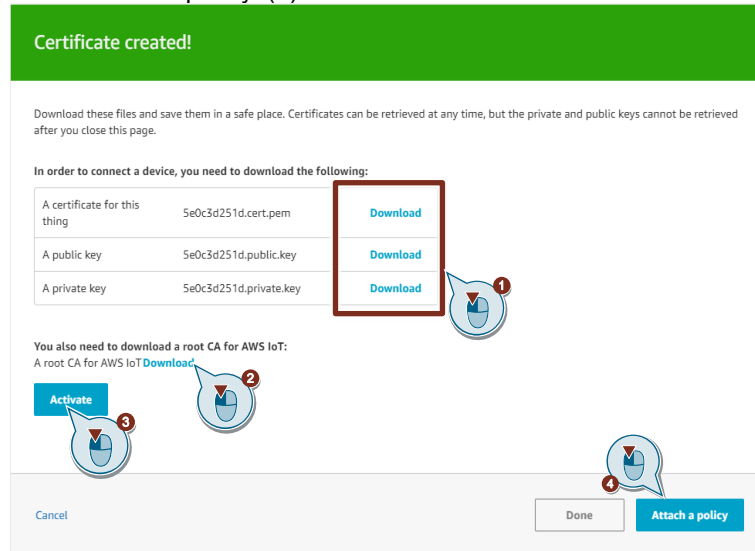 Certificate created!
Download these files and save them in a safe place. Certificates can be retrieved at any time, but the private and public keys cannot be retrieved
after you close this page.
In order to connect a device, you need to download the following:
A certificate for this
thing
5e0c3d251d.cert.pem
Download
A public key
5e0c3d251d.public.key
Download
A private key
5e0c3d251d.private.key
Download
1
You also need to download a root CA for AWS IoT:
A root CA for AWS IoT Download
2
Activate
3
4
Cancel
Done
Attach a policy